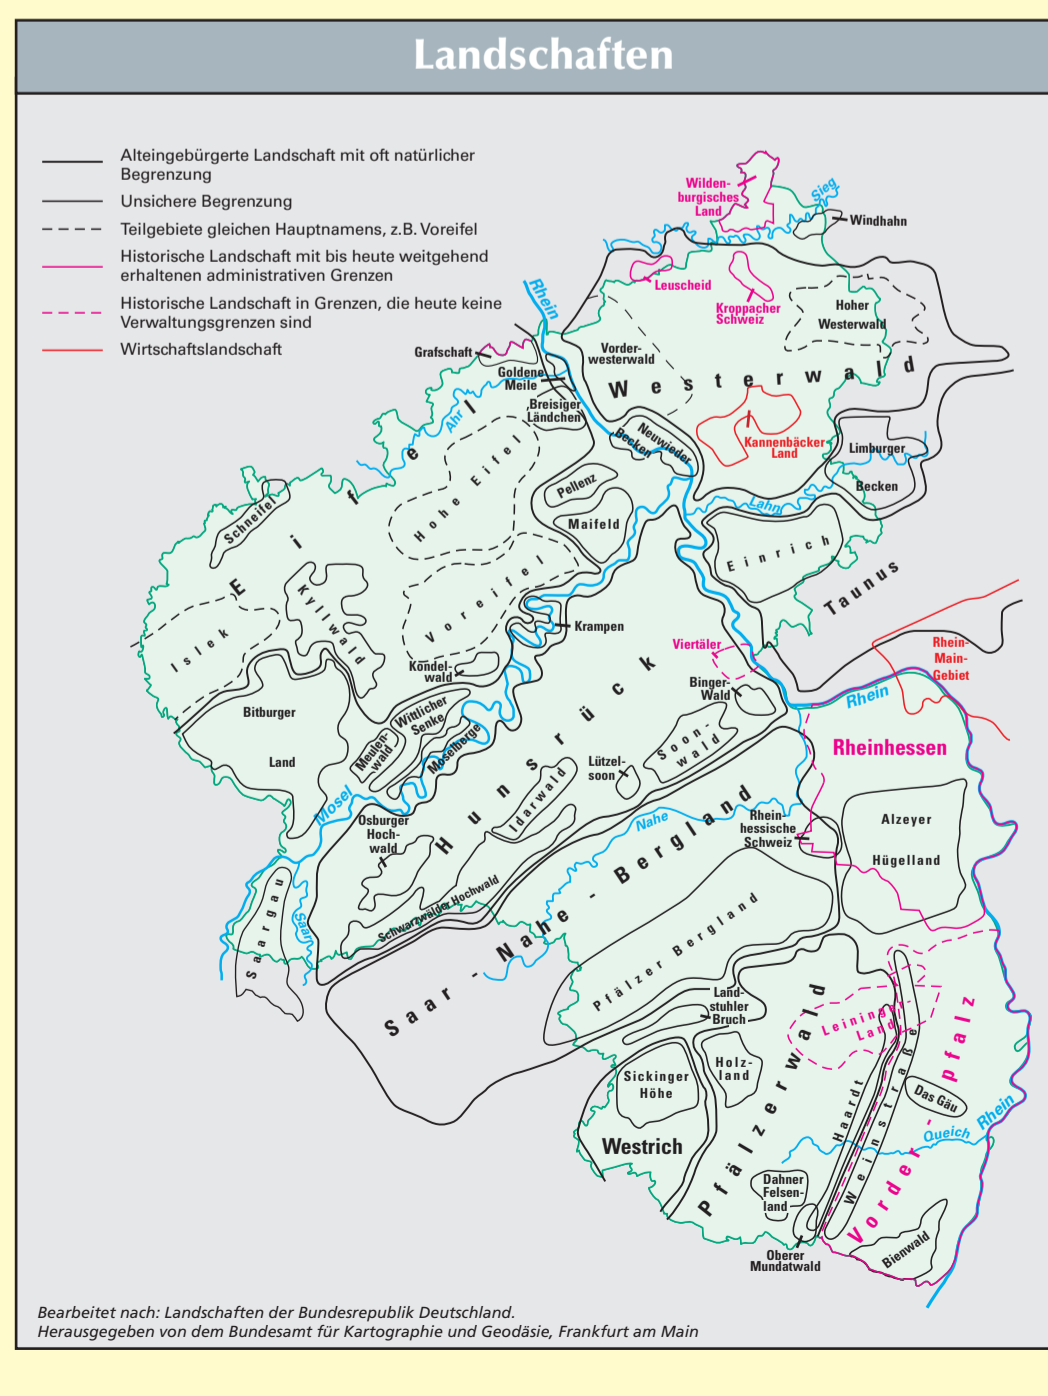 Landschaften
Alteingebürgerte Landschaft mit oft natürlicher
Begrenzung
Unsichere Begrenzung
Teilgebiete gleichen Hauptnamens, z.B. Voreifel
Historische Landschaft mit bis heute weitgehend
erhaltenen administrativen Grenzen
Historische Landschaft in Grenzen, die heute keine
Verwaltungsgrenzen sind
Wirtschaftslandschaft
Wilden-
burgisches
Land
Sieg
Windhahn
Leuscheid
Kroppacher
Schweiz
Hoher
Westerwald
Rhein
Grafschaft
Goldene
Meile
Vorder-
westerwald
Westerwald
Breisiger
Ländchen
Ahr
Neuwieder
Becken
Kannenbäcker
Land
Limburger
Becken
Eifel
Hohe Eifel
Pellenz
Maifeld
Lahn
Schneifel
Einrich
Taunus
Kyllwald
Voreifel
Islek
Krampen
Viertäler
Rhein-
Main-
Gebiet
Kondel-
wald
Binger-
Wald
Rhein
Bitburger
Land
Wittlicher
Senke
Meulen-
wald
Moselberge
Hunsrück
Soon-
wald
Rheinhessen
Lützel-
soon
Idarwald
Mosel
Osburger
Hoch-
wald
Nahe
Rhein-
hessische
Schweiz
Alzeyer
Hügelland
Schwarzwälder Hochwald
Saargau
Saar
Saar-Nahe-Bergland
Pfälzer Bergland
Land-
stuhler
Bruch
Leininger-
Land
Sickinger
Höhe
Holz-
land
Westrich
Pfälzerwald
Haardt
Weinstraße
Das Gäu
Vorder-pfalz
Queich
Rhein
Dahner
Felsen-
land
Oberer
Mundatwald
Bienwald
Bearbeitet nach: Landschaften der Bundesrepublik Deutschland.
Herausgegeben von dem Bundesamt für Kartographie und Geodäsie, Frankfurt am Main